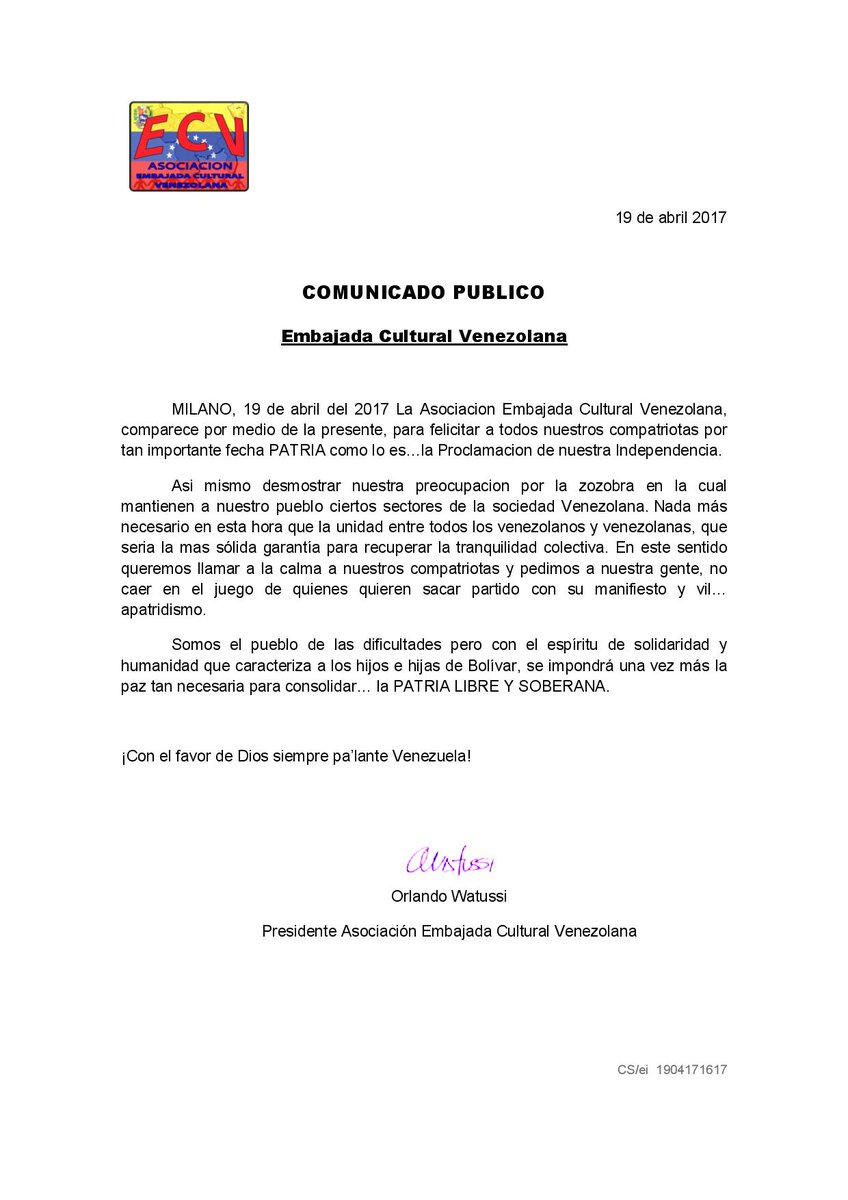 ECV
ASOCIACION
EMBAJADA CULTURAL
VENEZOLANA
19 de abril 2017
COMUNICADO PUBLICO
Embajada Cultural Venezolana
MILANO, 19 de abril del 2017 La Asociacion Embajada Cultural Venezolana,
comparece por medio de la presente, para felicitar a todos nuestros compatriotas por
tan importante fecha PATRIA como lo es…la Proclamacion de nuestra Independencia.
Asi mismo desmostrar nuestra preocupacion por la zozobra en la cual
mantienen a nuestro pueblo ciertos sectores de la sociedad Venezolana. Nada más
necesario en esta hora que la unidad entre todos los venezolanos y venezolanas, que
seria la mas sólida garantía para recuperar la tranquilidad colectiva. En este sentido
queremos llamar a la calma a nuestros compatriotas y pedimos a nuestra gente, no
caer en el juego de quienes quieren sacar partido con su manifiesto y vil…
apatridismo.
Somos el pueblo de las dificultades pero con el espíritu de solidaridad y
humanidad que caracteriza a los hijos e hijas de Bolívar, se impondrá una vez más la
paz tan necesaria para consolidar… la PATRIA LIBRE Y SOBERANA.
¡Con el favor de Dios siempre pa’lante Venezuela!
Orlando Watussi
Presidente Asociación Embajada Cultural Venezolana
CS/ei 1904171617